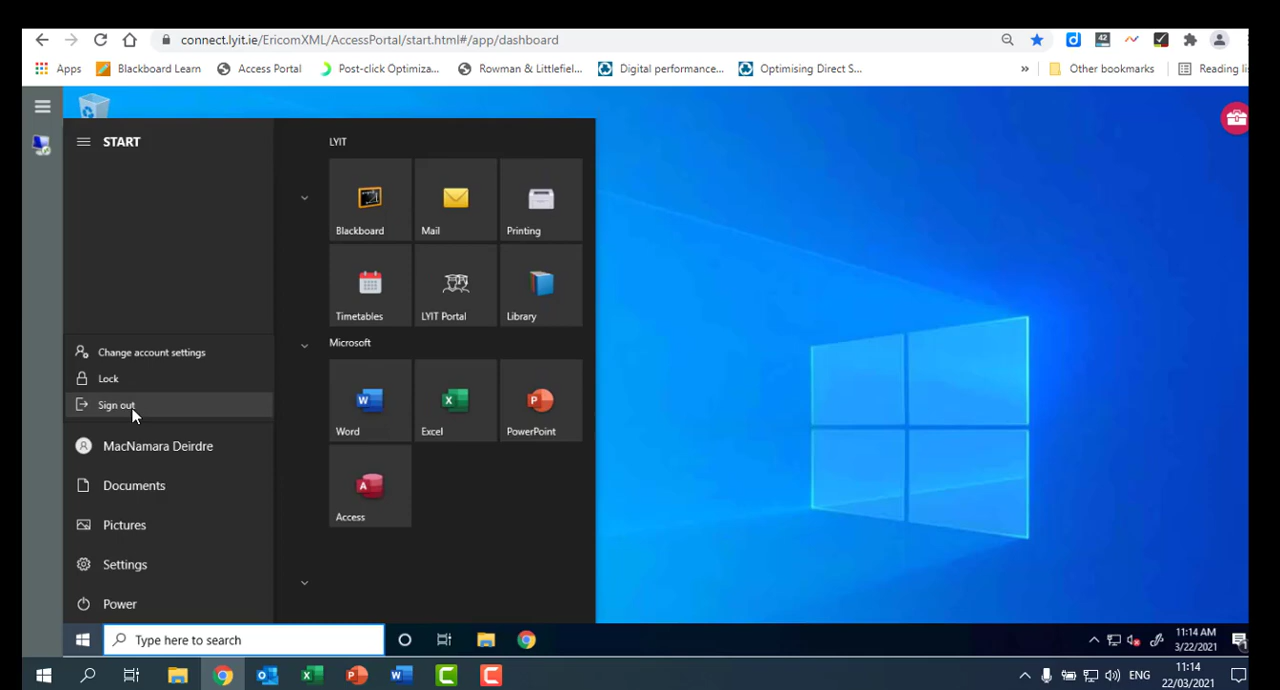 connect.lyit.ie/EricomXML/AccessPortal/start.html#/app/dashboard
42
Apps Blackboard Learn Access Portal Post-click Optimiza... Rowman & Littlefiel... Digital performance... Optimising Direct S... » Other bookmarks Reading lis
START
LYIT
Blackboard Mail Printing
Timetables LYIT Portal Library
Microsoft
Change account settings
Lock
Sign out
Word Excel PowerPoint
MacNamara Deirdre
Documents
Access
Pictures
Settings
Power
Type here to search
11:14 AM
3/22/2021
ENG
11:14
22/03/2021